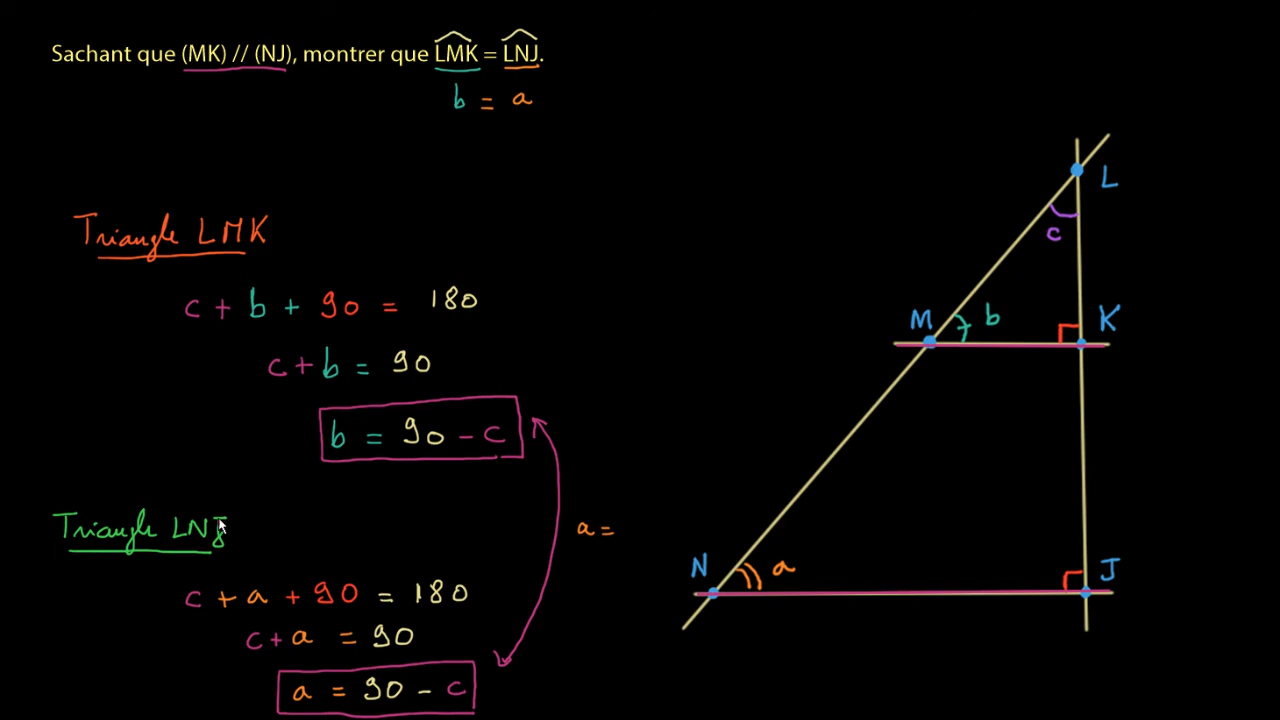 Sachant que (MK) // (NJ), montrer que LMK = LNJ.
b = a
Triangle LMK
c + b + 90 = 180
c + b = 90
b = 90 - c
Triangle LNJ
c + a + 90 = 180
c + a = 90
a = 90 - c
a =
L
c
M
b
K
N
a
J